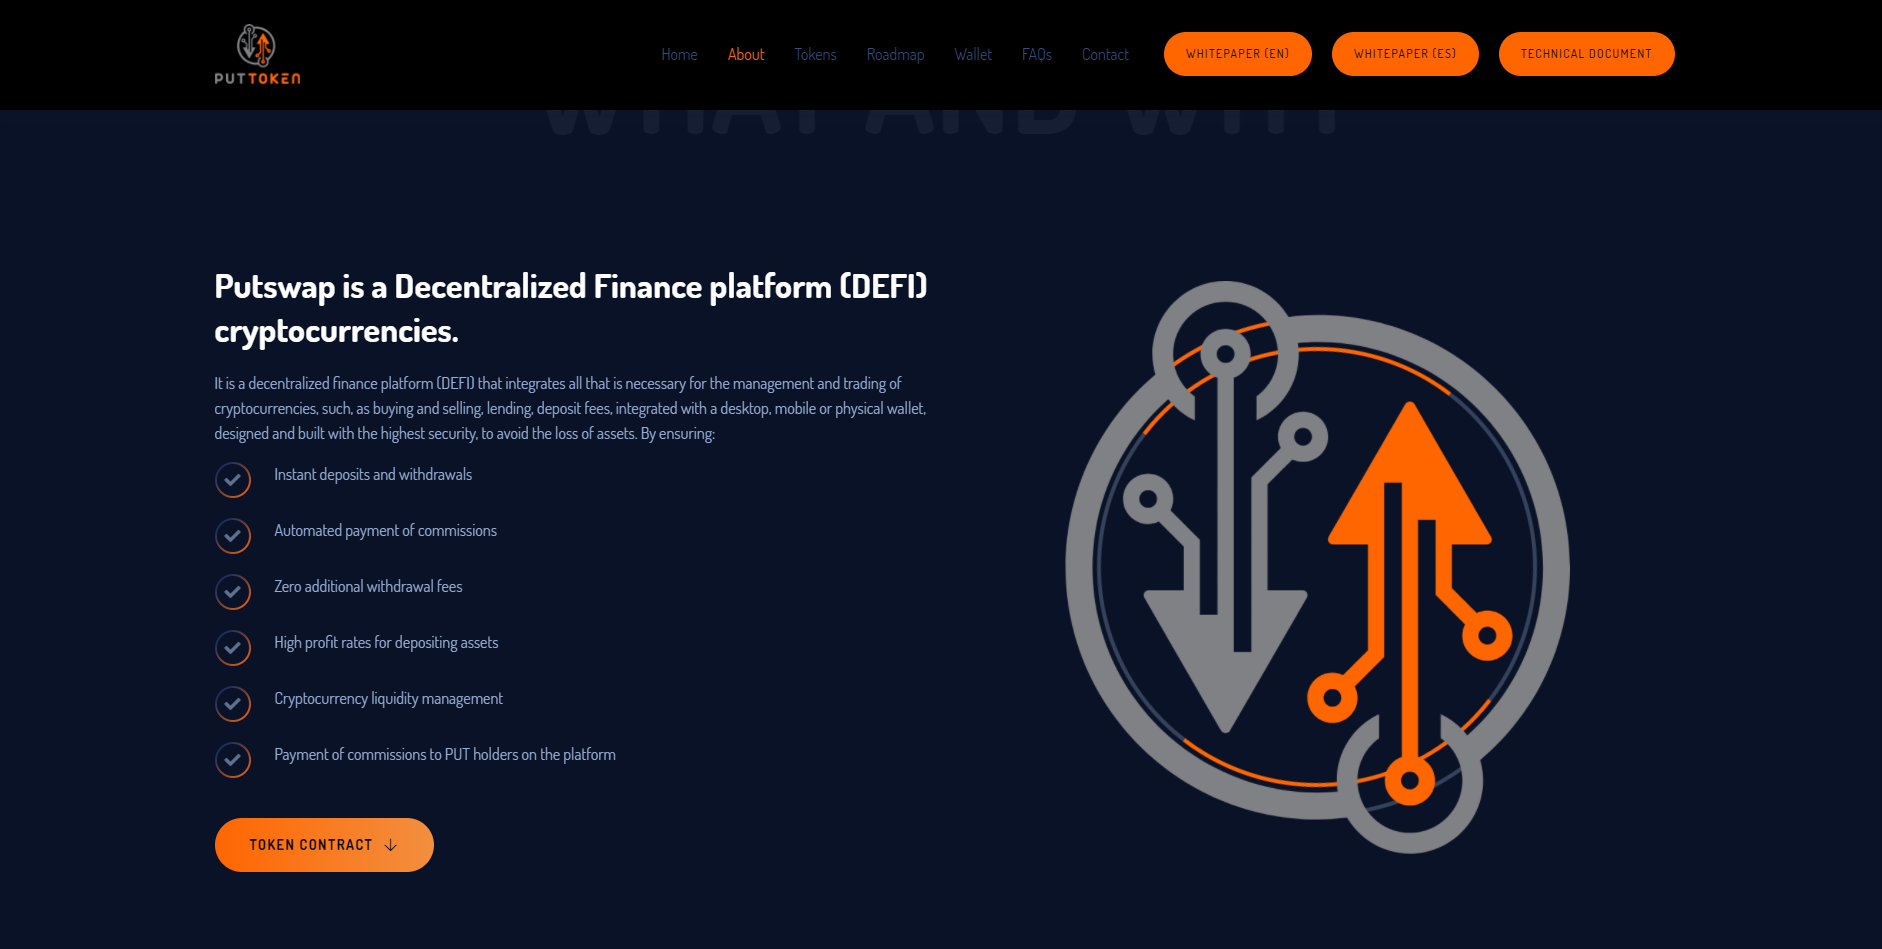 PUTTOKEN
Home About Tokens Roadmap Wallet FAQs Contact WHITEPAPER (EN) WHITEPAPER (ES) TECHNICAL DOCUMENT
WHAT AND WHY
Putswap is a Decentralized Finance platform (DEFI)
cryptocurrencies.
It is a decentralized finance platform (DEFI) that integrates all that is necessary for the management and trading of
cryptocurrencies, such, as buying and selling, lending, deposit fees, integrated with a desktop, mobile or physical wallet,
designed and built with the highest security, to avoid the loss of assets. By ensuring:
Instant deposits and withdrawals
Automated payment of commissions
Zero additional withdrawal fees
High profit rates for depositing assets
Cryptocurrency liquidity management
Payment of commissions to PUT holders on the platform
TOKEN CONTRACT